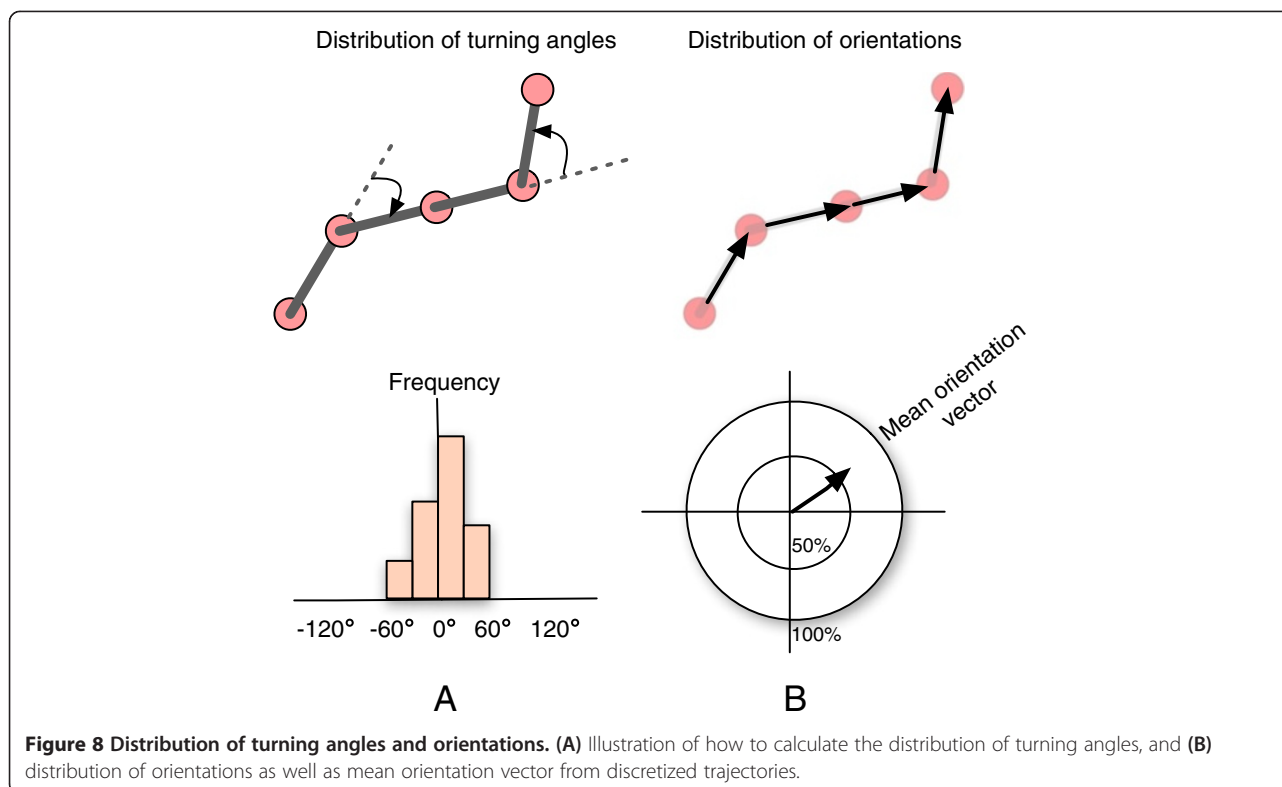 Distribution of turning angles
Distribution of orientations
Frequency
-120° -60° 0° 60° 120°
A
Mean orientation
vector
50%
100%
B
Figure 8 Distribution of turning angles and orientations. (A) Illustration of how to calculate the distribution of turning angles, and (B)
distribution of orientations as well as mean orientation vector from discretized trajectories.